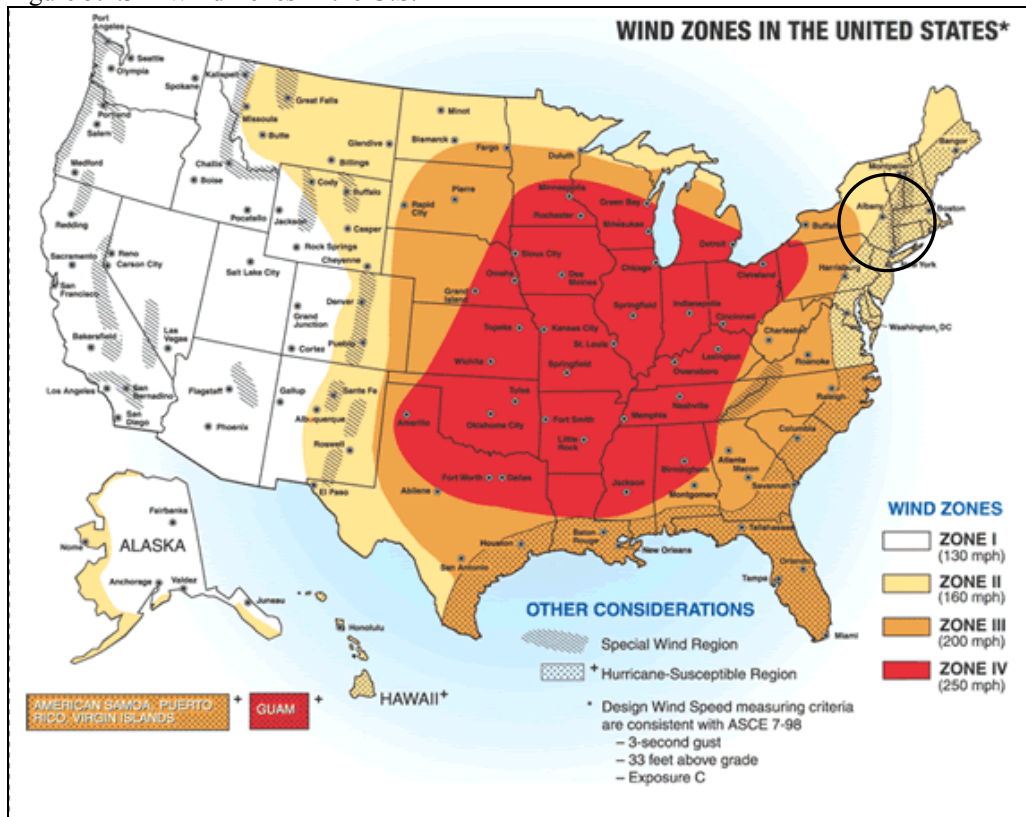 WIND ZONES IN THE UNITED STATES*
Port Angeles
Seattle
Olympia
Spokane
Kalispell
Great Falls
Minot
Portland
Salem
Missoula
Butte
Glendive
Bismarck
Fargo
Duluth
Bangor
Montpelier
Medford
Challis
Boise
Billings
Cody
Buffalo
Pierre
Rapid City
Minneapolis
Rochester
Green Bay
Milwaukee
Albany
Boston
Buffalo
Redding
Pocatello
Jackson
Casper
Detroit
Reno
Carson City
Sacramento
San Francisco
Salt Lake City
Rock Springs
Cheyenne
Sioux City
Omaha
Des Moines
Chicago
Cleveland
Harrisburg
New York
Grand Island
Denver
Grand Junction
Springfield
Indianapolis
Cincinnati
Washington, DC
Bakersfield
Las Vegas
Cortez
Pueblo
Topeka
Kansas City
St. Louis
Charleston
Lexington
Roanoke
Los Angeles
San Bernadino
San Diego
Flagstaff
Phoenix
Gallup
Sante Fe
Albuquerque
Roswell
Wichita
Springfield
Owensboro
Raleigh
Tulsa
Amarillo
Oklahoma City
Fort Smith
Little Rock
Memphis
Nashville
Columbia
El Paso
Abilene
Fort Worth
Dallas
Jackson
Birmingham
Montgomery
Atlanta
Macon
Savannah
San Antonio
Houston
Baton Rouge
New Orleans
Tallahassee
Orlando
Tampa
Miami
Fairbanks
Nome
ALASKA
Anchorage
Valdez
Juneau
Honolulu
HAWAII+
AMERICAN SAMOA, PUERTO RICO, VIRGIN ISLANDS +
GUAM +
OTHER CONSIDERATIONS
Special Wind Region
+ Hurricane-Susceptible Region
* Design Wind Speed measuring criteria
are consistent with ASCE 7-98
– 3-second gust
– 33 feet above grade
– Exposure C
WIND ZONES
ZONE I
(130 mph)
ZONE II
(160 mph)
ZONE III
(200 mph)
ZONE IV
(250 mph)